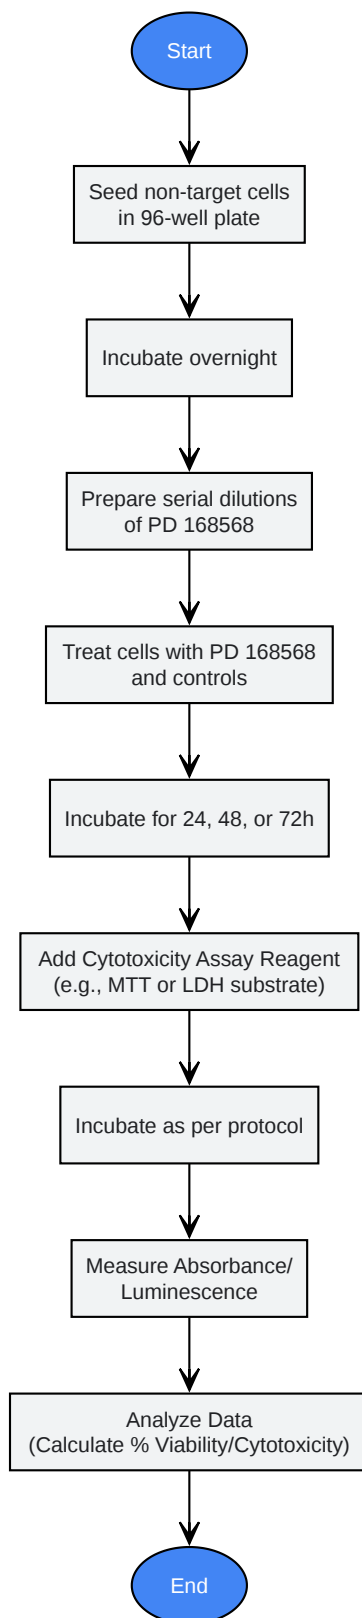 Start
Seed non-target cells
in 96-well plate
Incubate overnight
Prepare serial dilutions
of PD 168568
Treat cells with PD 168568
and controls
Incubate for 24, 48, or 72h
Add Cytotoxicity Assay Reagent
(e.g., MTT or LDH substrate)
Incubate as per protocol
Measure Absorbance/
Luminescence
Analyze Data
(Calculate % Viability/Cytotoxicity)
End